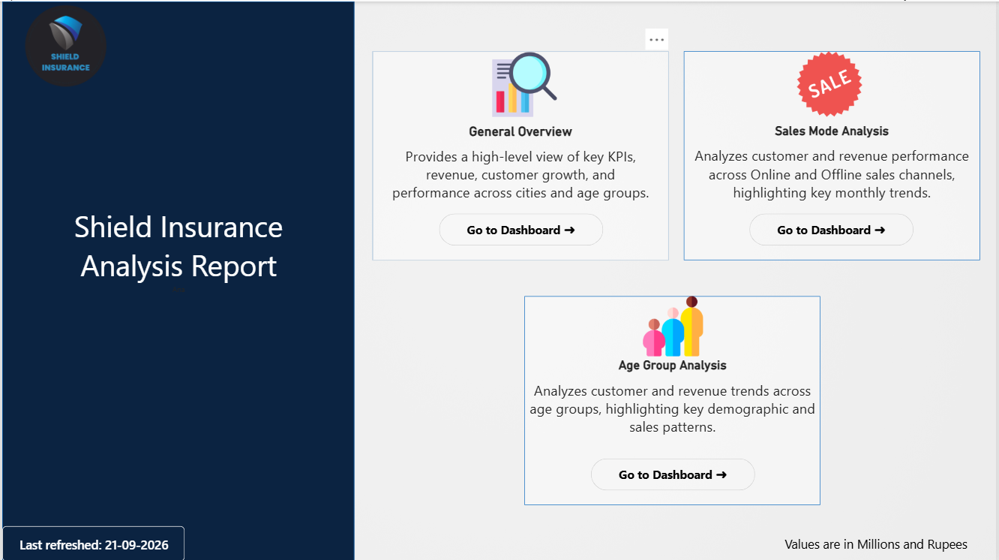 SHIELD
INSURANCE
Shield Insurance
Analysis Report
General Overview
Provides a high-level view of key KPIs,
revenue, customer growth, and
performance across cities and age groups.
Go to Dashboard ➜
SALE
Sales Mode Analysis
Analyzes customer and revenue performance
across Online and Offline sales channels,
highlighting key monthly trends.
Go to Dashboard ➜
Age Group Analysis
Analyzes customer and revenue trends across
age groups, highlighting key demographic and
sales patterns.
Go to Dashboard ➜
Last refreshed: 21-09-2026
Values are in Millions and Rupees